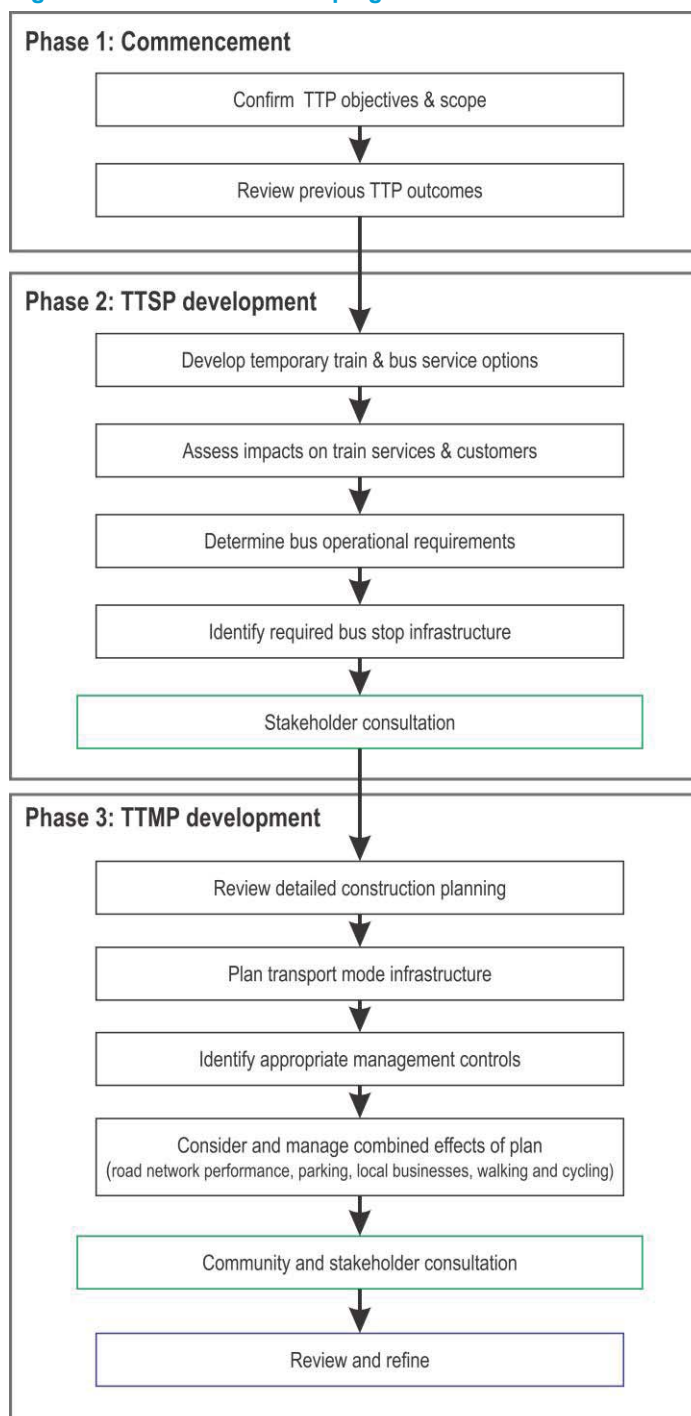 Phase 1: Commencement
Confirm TTP objectives & scope
Review previous TTP outcomes
Phase 2: TTSP development
Develop temporary train & bus service options
Assess impacts on train services & customers
Determine bus operational requirements
Identify required bus stop infrastructure
Stakeholder consultation
Phase 3: TTMP development
Review detailed construction planning
Plan transport mode infrastructure
Identify appropriate management controls
Consider and manage combined effects of plan
(road network performance, parking, local businesses, walking and cycling)
Community and stakeholder consultation
Review and refine